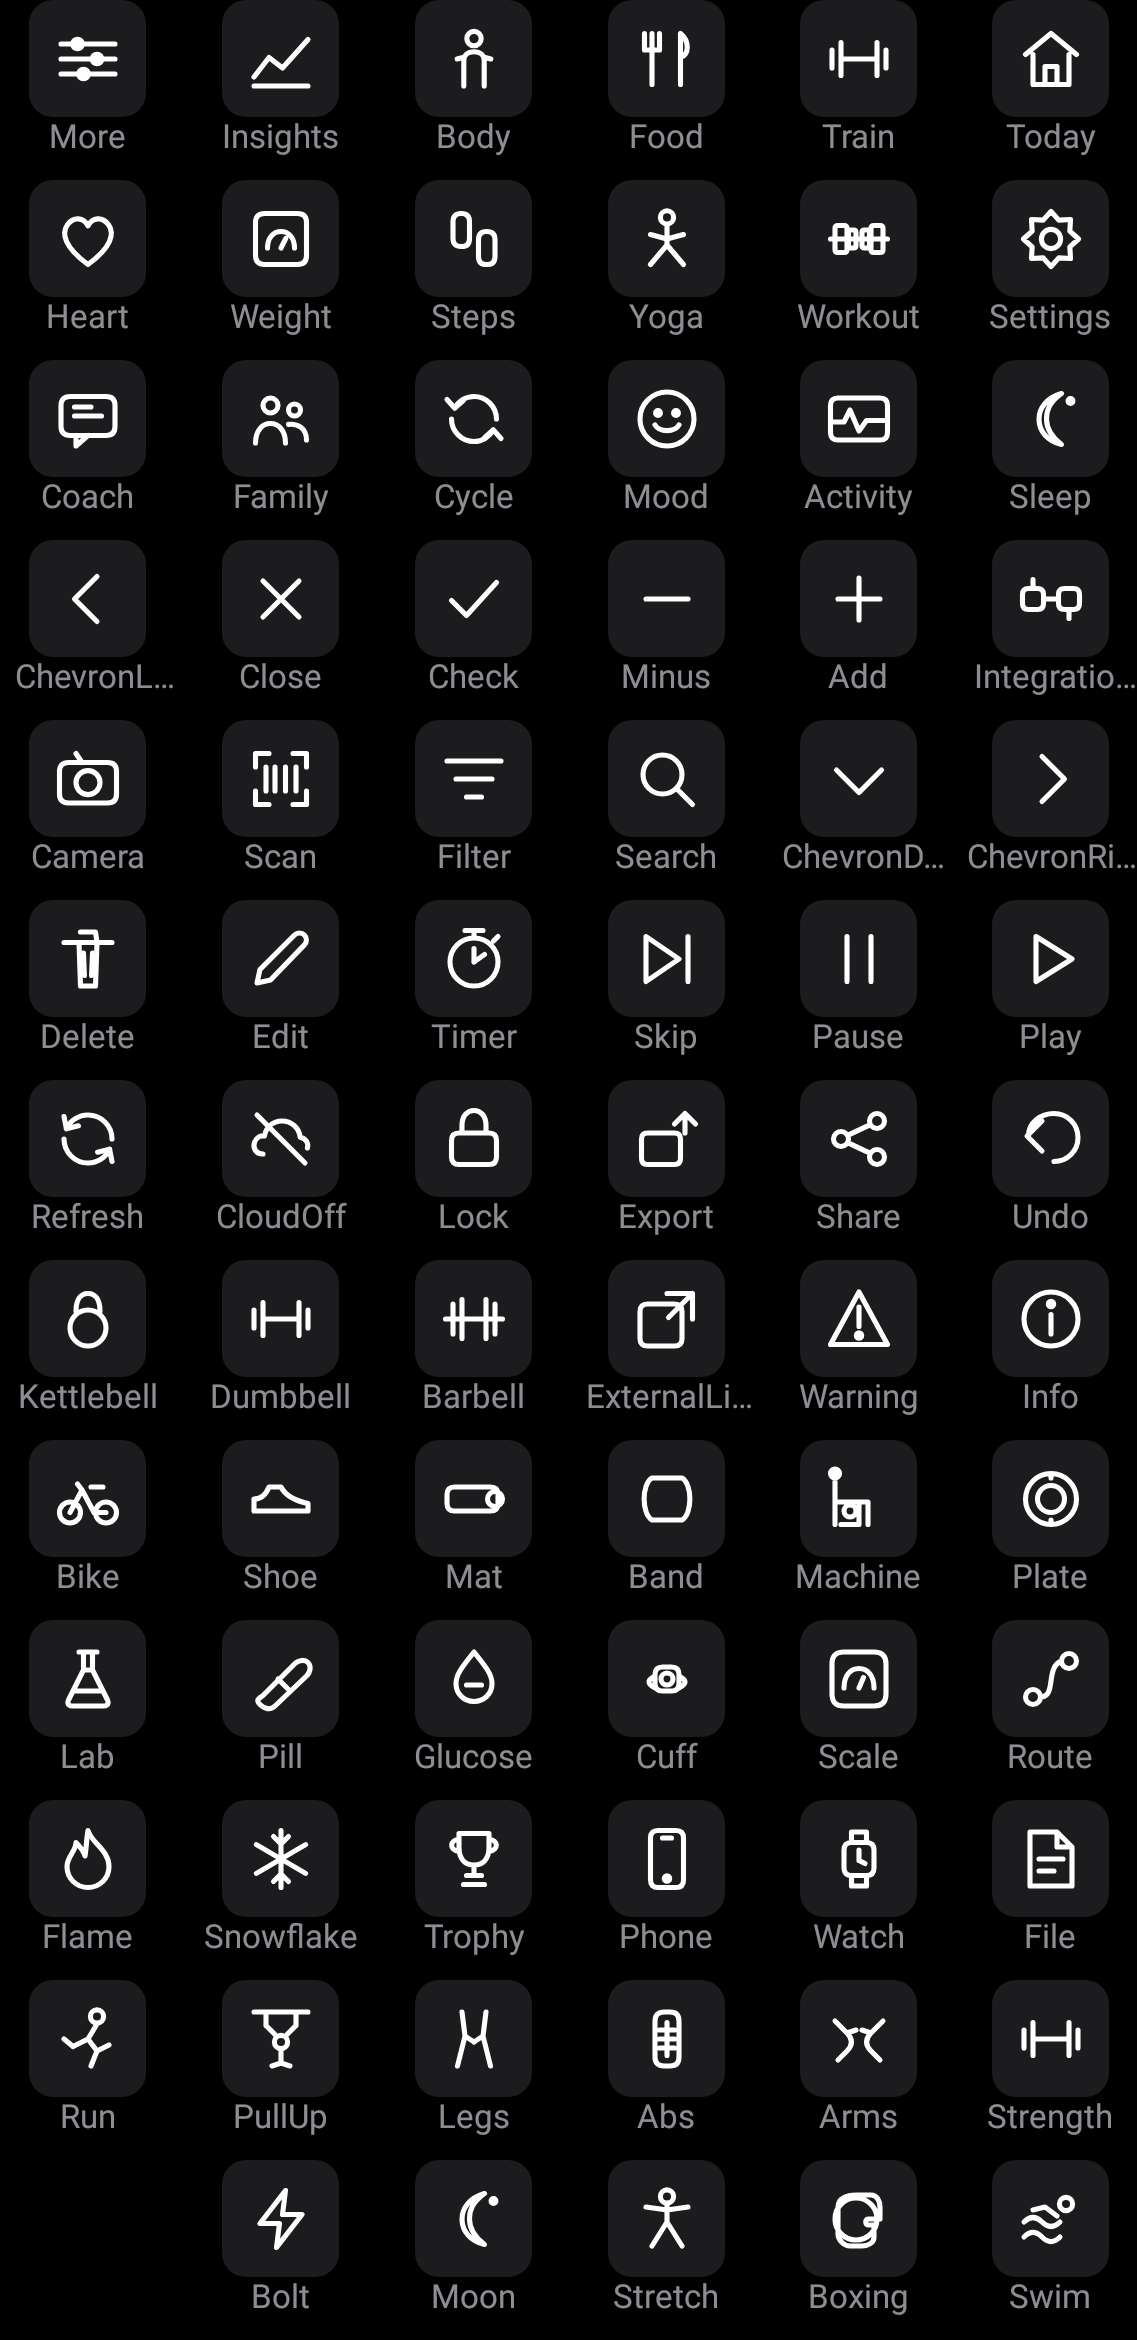 More Insights Body Food Train Today
Heart Weight Steps Yoga Workout Settings
Coach Family Cycle Mood Activity Sleep
ChevronL... Close Check Minus Add Integratio...
Camera Scan Filter Search ChevronD... ChevronRi...
Delete Edit Timer Skip Pause Play
Refresh CloudOff Lock Export Share Undo
Kettlebell Dumbbell Barbell ExternalLi... Warning Info
Bike Shoe Mat Band Machine Plate
Lab Pill Glucose Cuff Scale Route
Flame Snowflake Trophy Phone Watch File
Run PullUp Legs Abs Arms Strength
Bolt Moon Stretch Boxing Swim